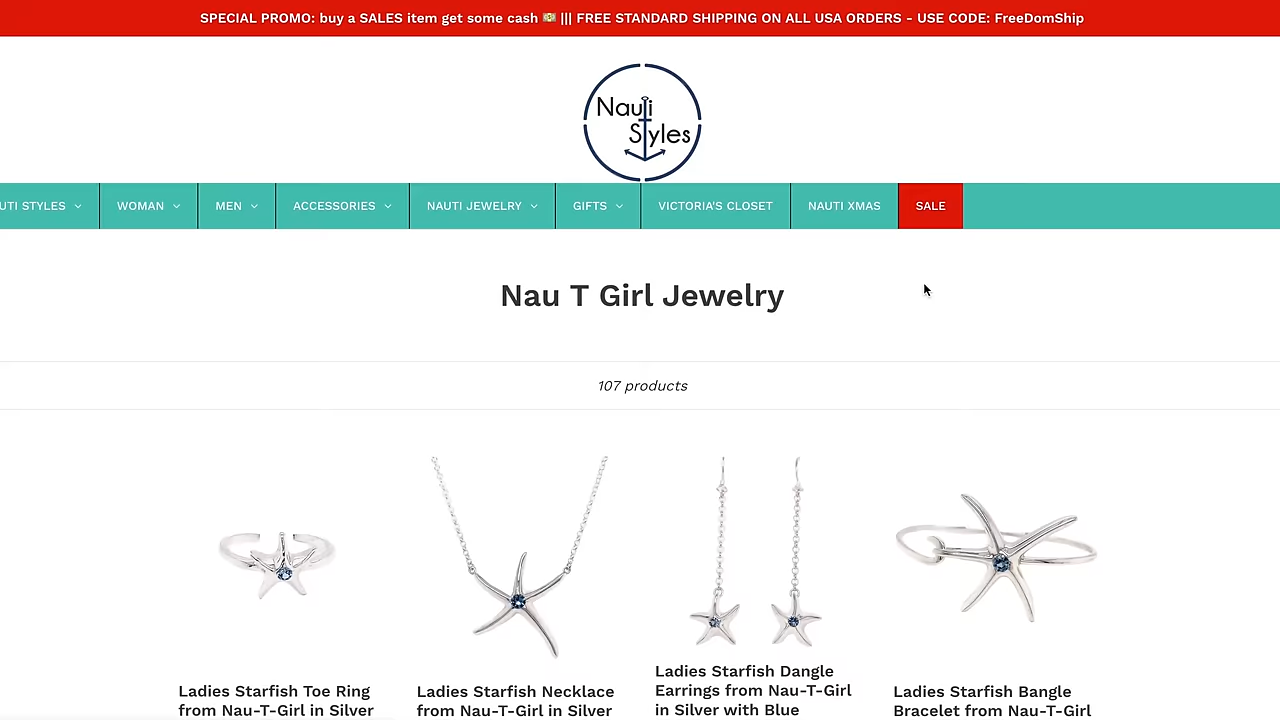 SPECIAL PROMO: buy a SALES item get some cash 💵 ||| FREE STANDARD SHIPPING ON ALL USA ORDERS - USE CODE: FreeDomShip
Nauti
Styles
UTI STYLES
WOMAN
MEN
ACCESSORIES
NAUTI JEWELRY
GIFTS
VICTORIA'S CLOSET
NAUTI XMAS
SALE
Nau T Girl Jewelry
107 products
Ladies Starfish Toe Ring
from Nau-T-Girl in Silver
Ladies Starfish Necklace
from Nau-T-Girl in Silver
Ladies Starfish Dangle
Earrings from Nau-T-Girl
in Silver with Blue
Ladies Starfish Bangle
Bracelet from Nau-T-Girl